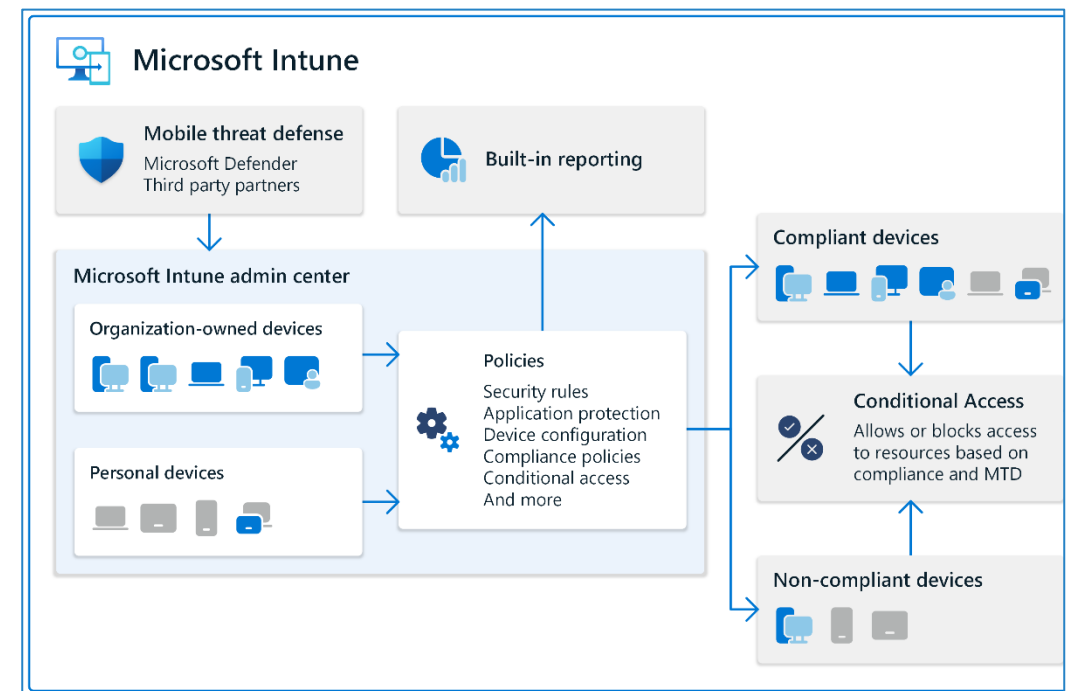 Microsoft Intune
Mobile threat defense
Microsoft Defender
Third party partners
Built-in reporting
Microsoft Intune admin center
Organization-owned devices
Personal devices
Policies
Security rules
Application protection
Device configuration
Compliance policies
Conditional access
And more
Compliant devices
Conditional Access
Allows or blocks access
to resources based on
compliance and MTD
Non-compliant devices